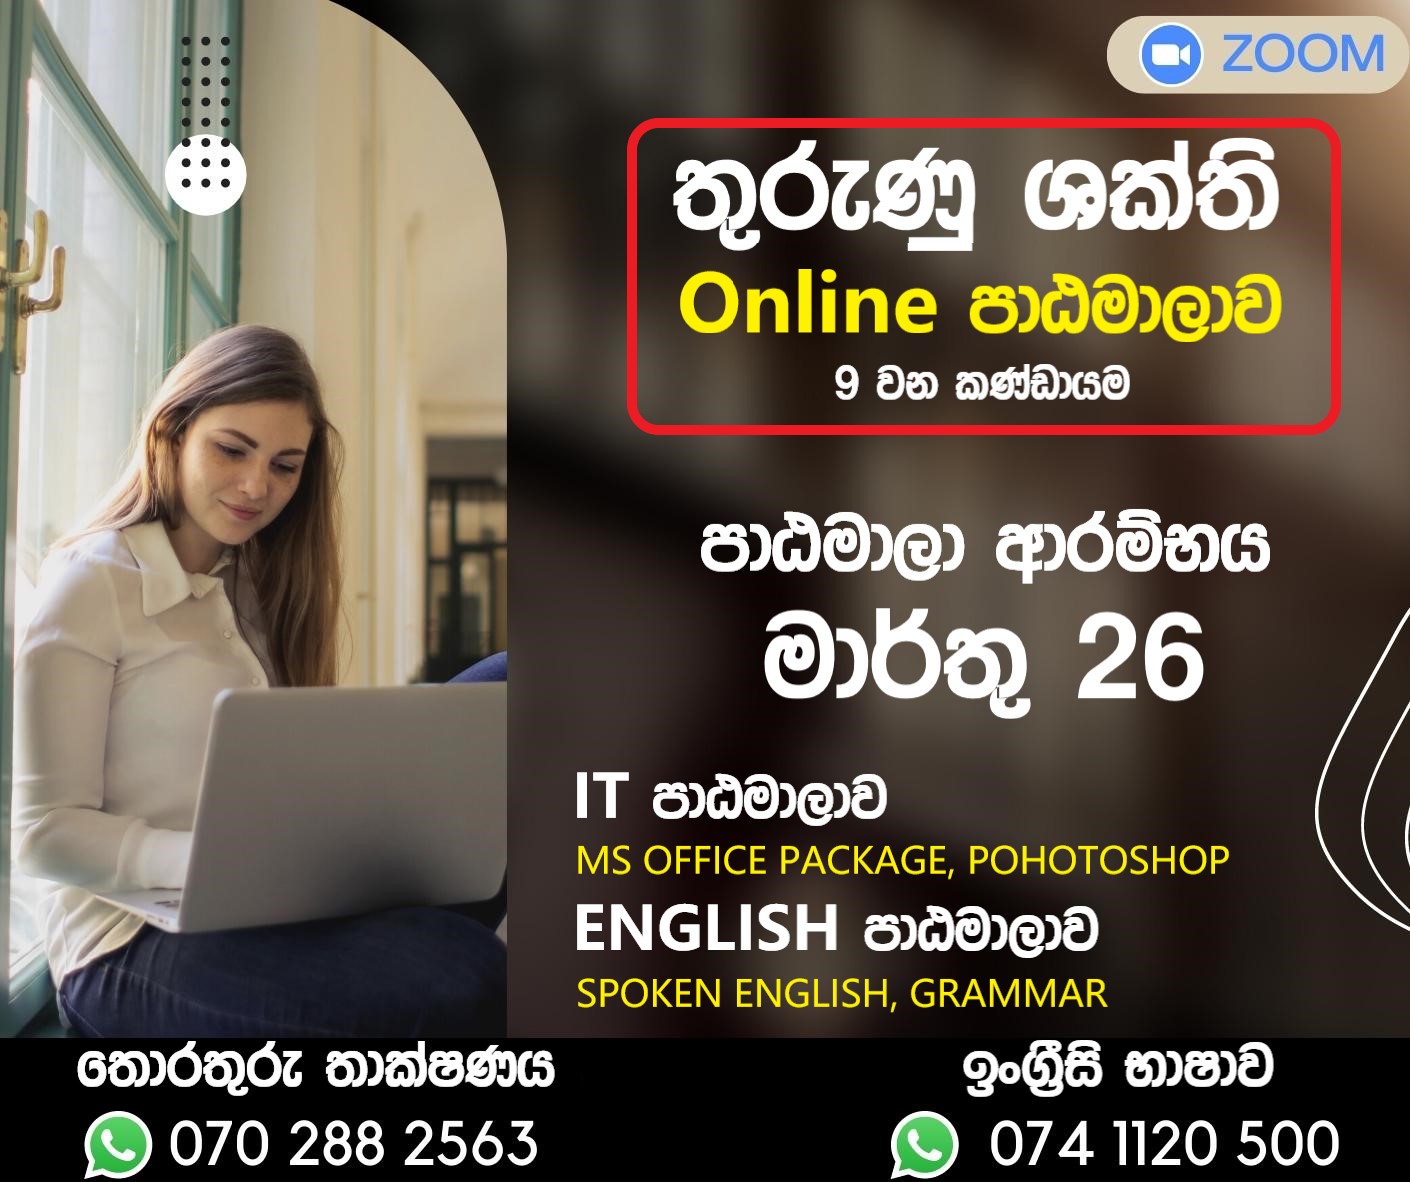 ZOOM
තුරුණු ශක්ති
Online පාඨමාලාව
9 වන කණ්ඩායම
පාඨමාලා ආරම්භය
මාර්තු 26
IT පාඨමාලාව
MS OFFICE PACKAGE, POHOTOSHOP
ENGLISH පාඨමාලාව
SPOKEN ENGLISH, GRAMMAR
තොරතුරු තාක්ෂණය
070 288 2563
ඉංග්‍රීසි භාෂාව
074 1120 500